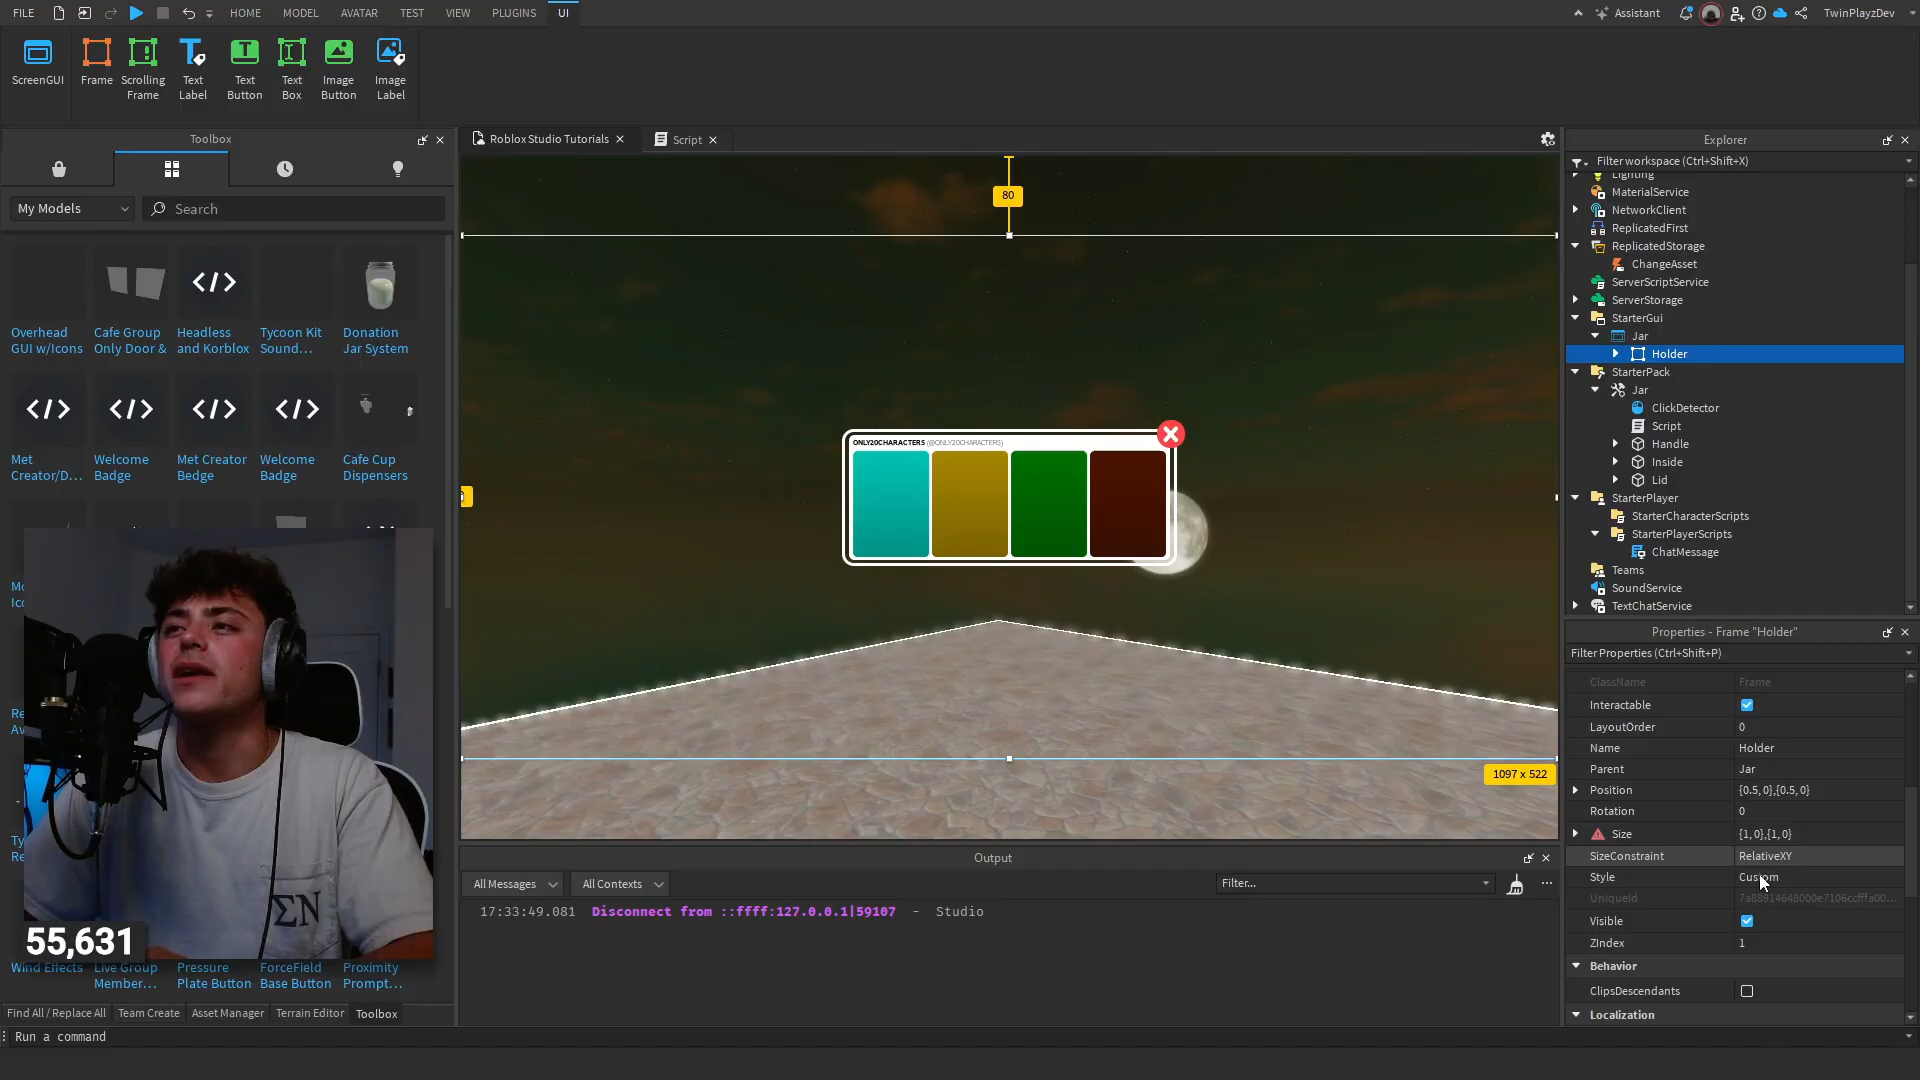 FILE
HOME
MODEL
AVATAR
TEST
VIEW
PLUGINS
UI
Assistant
TwinPlayzDev
ScreenGUI
Frame
Scrolling
Frame
Text
Label
Text
Button
Text
Box
Image
Button
Image
Label
Toolbox
My Models
Search
Overhead
GUI w/Icons
Cafe Group
Only Door &
Headless
and Korblox
Tycoon Kit
Sound...
Donation
Jar System
Met
Creator/D...
Welcome
Badge
Met Creator
Bedge
Welcome
Badge
Cafe Cup
Dispensers
ΣN
55,631
Wind Effects
Live Group
Member...
Pressure
Plate Button
ForceField
Base Button
Proximity
Prompt...
Find All / Replace All
Team Create
Asset Manager
Terrain Editor
Toolbox
Run a command
Roblox Studio Tutorials
Script
80
ONLY20CHARACTERS (@ONLY20CHARACTERS)
1097 x 522
Output
All Messages
All Contexts
Filter...
17:33:49.081 Disconnect from ::ffff:127.0.0.1|59107 - Studio
Explorer
Filter workspace (Ctrl+Shift+X)
Lighting
MaterialService
NetworkClient
ReplicatedFirst
ReplicatedStorage
ChangeAsset
ServerScriptService
ServerStorage
StarterGui
Jar
Holder
StarterPack
Jar
ClickDetector
Script
Handle
Inside
Lid
StarterPlayer
StarterCharacterScripts
StarterPlayerScripts
ChatMessage
Teams
SoundService
TextChatService
Properties - Frame "Holder"
Filter Properties (Ctrl+Shift+P)
ClassName Frame
Interactable
LayoutOrder 0
Name Holder
Parent Jar
Position {0.5, 0},{0.5, 0}
Rotation 0
Size {1, 0},{1, 0}
SizeConstraint RelativeXY
Style Custom
UniqueId
Visible
ZIndex 1
Behavior
ClipsDescendants
Localization